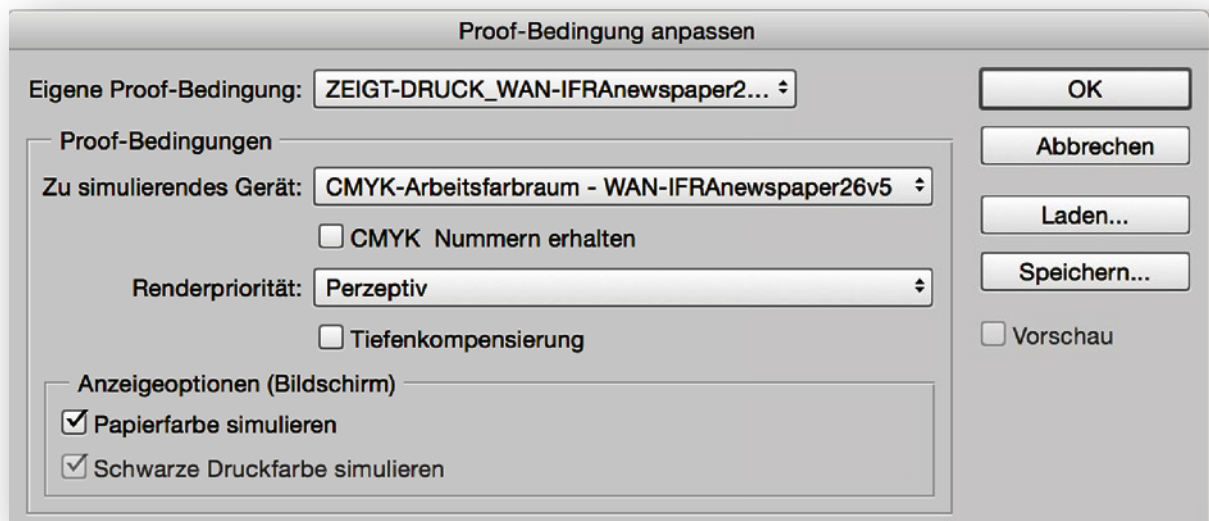 Proof-Bedingung anpassen
Eigene Proof-Bedingung: ZEIGT-DRUCK_WAN-IFRAnewspaper2...
OK
Proof-Bedingungen
Abbrechen
Zu simulierendes Gerät: CMYK-Arbeitsfarbraum - WAN-IFRAnewspaper26v5
Laden...
CMYK Nummern erhalten
Speichern...
Renderpriorität: Perzeptiv
Tiefenkompensierung
Vorschau
Anzeigeoptionen (Bildschirm)
Papierfarbe simulieren
Schwarze Druckfarbe simulieren